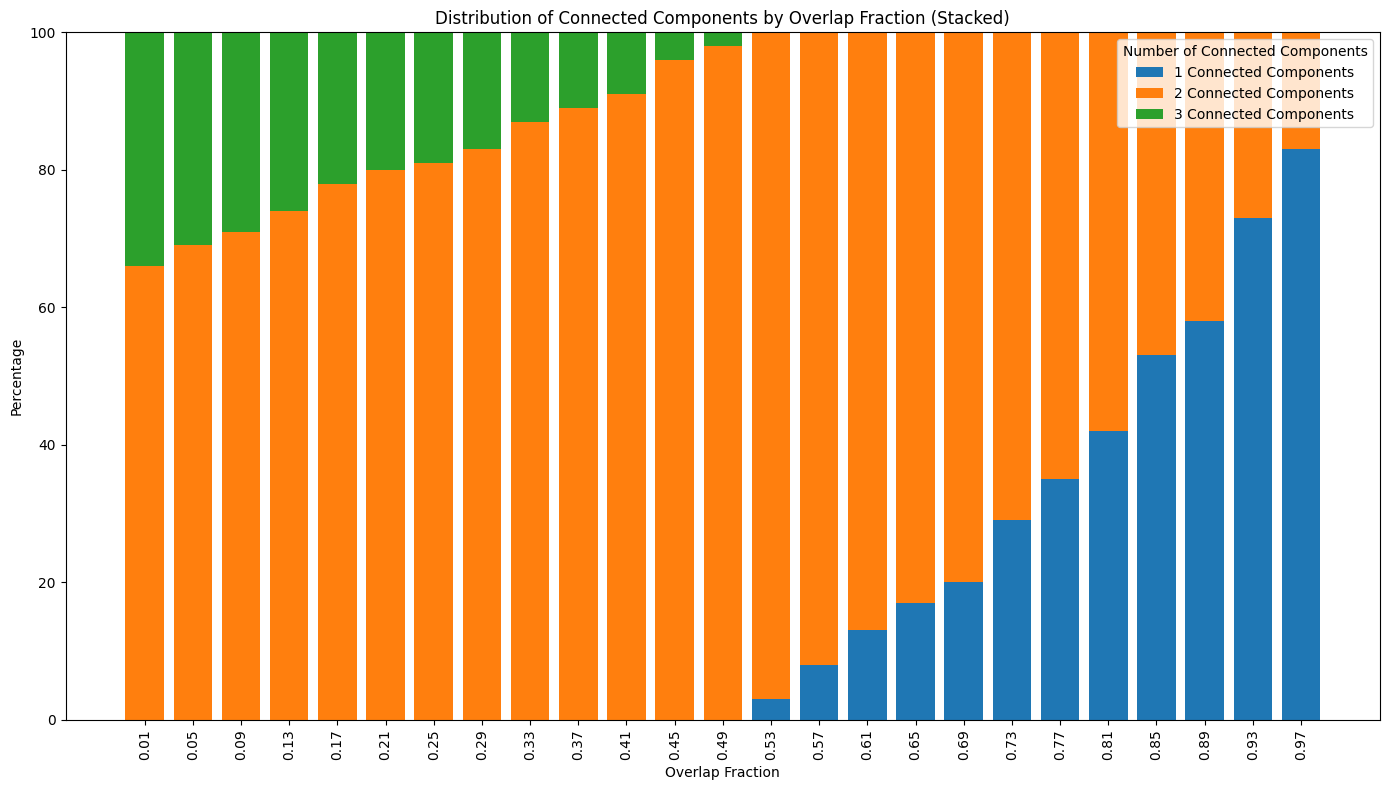 Distribution of Connected Components by Overlap Fraction (Stacked)
100
80
60
40
20
0
Percentage
Number of Connected Components
1 Connected Components
2 Connected Components
3 Connected Components
0.01 0.05 0.09 0.13 0.17 0.21 0.25 0.29 0.33 0.37 0.41 0.45 0.49 0.53 0.57 0.61 0.65 0.69 0.73 0.77 0.81 0.85 0.89 0.93 0.97
Overlap Fraction